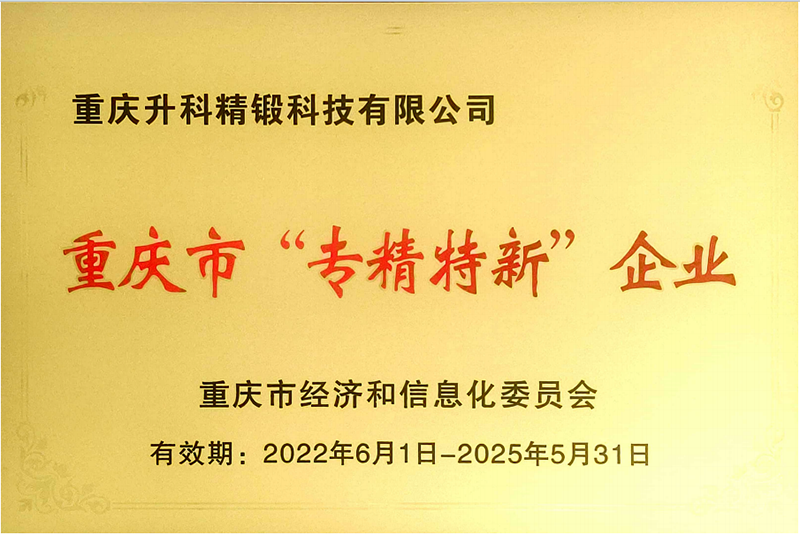 重庆升科精锻科技有限公司
重庆市“专精特新”企业
重庆市经济和信息化委员会
有效期：2022年6月1日-2025年5月31日